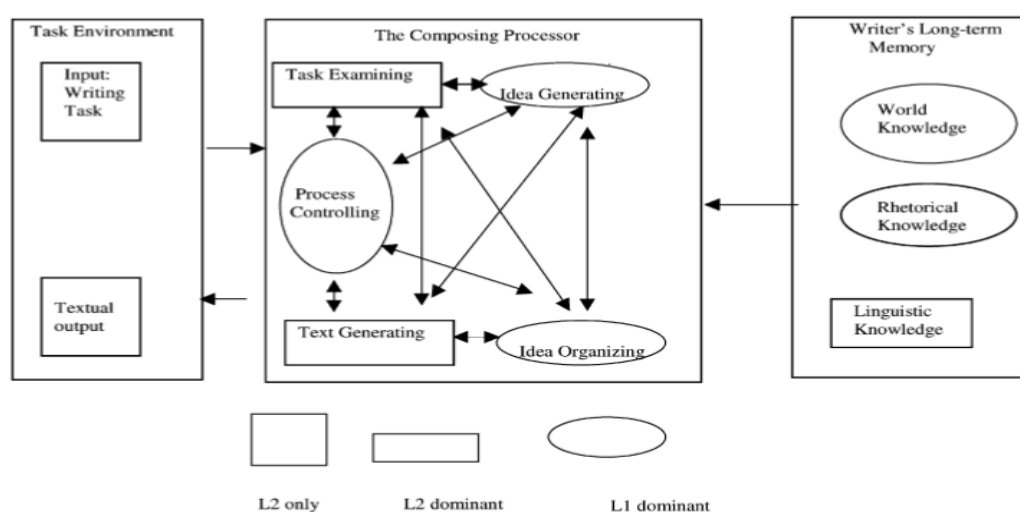 Task Environment
Input:
Writing
Task
Textual
output
The Composing Processor
Task Examining
Idea Generating
Process
Controlling
Text Generating
Idea Organizing
Writer's Long-term
Memory
World
Knowledge
Rhetorical
Knowledge
Linguistic
Knowledge
L2 only
L2 dominant
L1 dominant